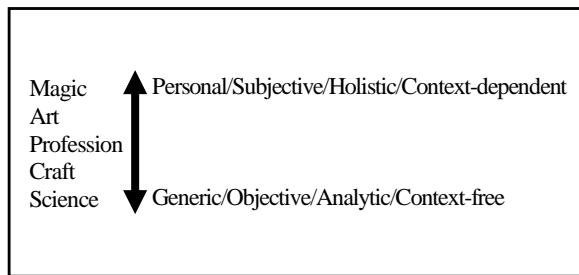 Magic Personal/Subjective/Holistic/Context-dependent
Art
Profession
Craft
Science Generic/Objective/Analytic/Context-free